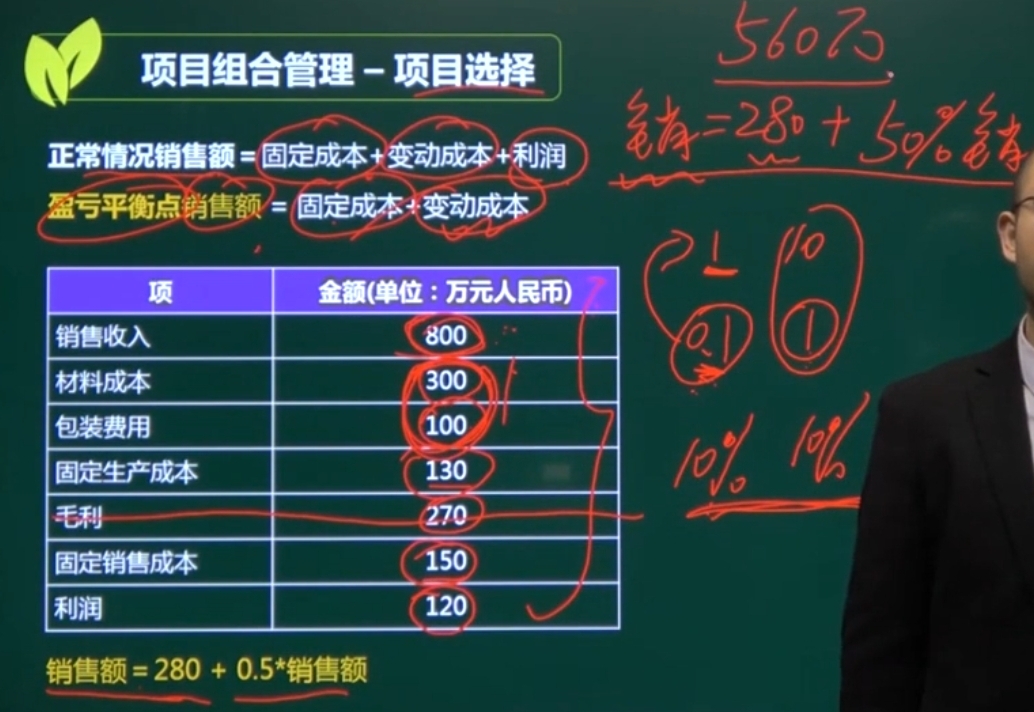 项目组合管理 – 项目选择
560万
正常情况销售额 = 固定成本+变动成本+利润
销 = 280 + 50% 销
盈亏平衡点销售额 = 固定成本+变动成本
1 10
0.1 1
项 金额(单位：万元人民币)
销售收入 800
材料成本 300
包装费用 100
固定生产成本 130
毛利 270
固定销售成本 150
利润 120
10% 10%
销售额 = 280 + 0.5*销售额